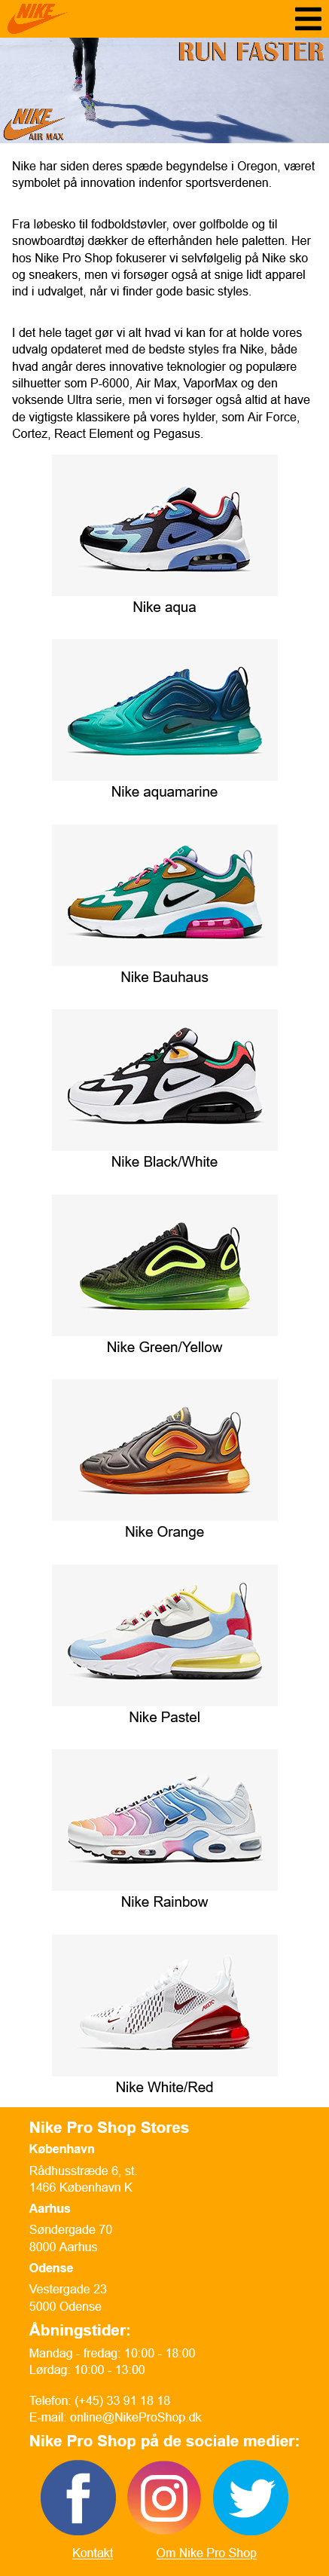 NIKE
RUN FASTER
NIKE
AIR MAX
Nike har siden deres spæde begyndelse i Oregon, været
symbolet på innovation indenfor sportsverdenen.
Fra løbesko til fodboldstøvler, over golfbolde og til
snowboardtøj dækker de efterhånden hele paletten. Her
hos Nike Pro Shop fokuserer vi selvfølgelig på Nike sko
og sneakers, men vi forsøger også at snige lidt apparel
ind i udvalget, når vi finder gode basic styles.
I det hele taget gør vi alt hvad vi kan for at holde vores
udvalg opdateret med de bedste styles fra Nike, både
hvad angår deres innovative teknologier og populære
silhuetter som P-6000, Air Max, VaporMax og den
voksende Ultra serie, men vi forsøger også altid at have
de vigtigste klassikere på vores hylder, som Air Force,
Cortez, React Element og Pegasus.
Nike aqua
Nike aquamarine
Nike Bauhaus
Nike Black/White
Nike Green/Yellow
Nike Orange
Nike Pastel
Nike Rainbow
Nike White/Red
Nike Pro Shop Stores
København
Rådhusstræde 6, st.
1466 København K
Aarhus
Søndergade 70
8000 Aarhus
Odense
Vestergade 23
5000 Odense
Åbningstider:
Mandag - fredag: 10:00 - 18:00
Lørdag: 10:00 - 13:00
Telefon: (+45) 33 91 18 18
E-mail: online@NikeProShop.dk
Nike Pro Shop på de sociale medier:
Kontakt Om Nike Pro Shop